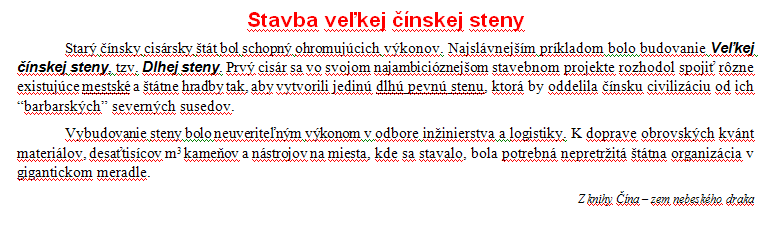 Stavba veľkej čínskej steny
Starý čínsky cisársky štát bol schopný ohromujúcich výkonov. Najslávnejším príkladom bolo budovanie Veľkej
čínskej steny, tzv. Dlhej steny. Prvý cisár sa vo svojom najambicióznejšom stavebnom projekte rozhodol spojiť rôzne
existujúce mestské a štátne hradby tak, aby vytvorili jedinú dlhú pevnú stenu, ktorá by oddelila čínsku civilizáciu od ich
“barbarských” severných susedov.
Vybudovanie steny bolo neuveriteľným výkonom v odbore inžinierstva a logistiky. K doprave obrovských kvánt
materiálov, desaťtisícov m³ kameňov a nástrojov na miesta, kde sa stavalo, bola potrebná nepretržitá štátna organizácia v
gigantickom meradle.
Z knihy Čína – zem nebeského draka